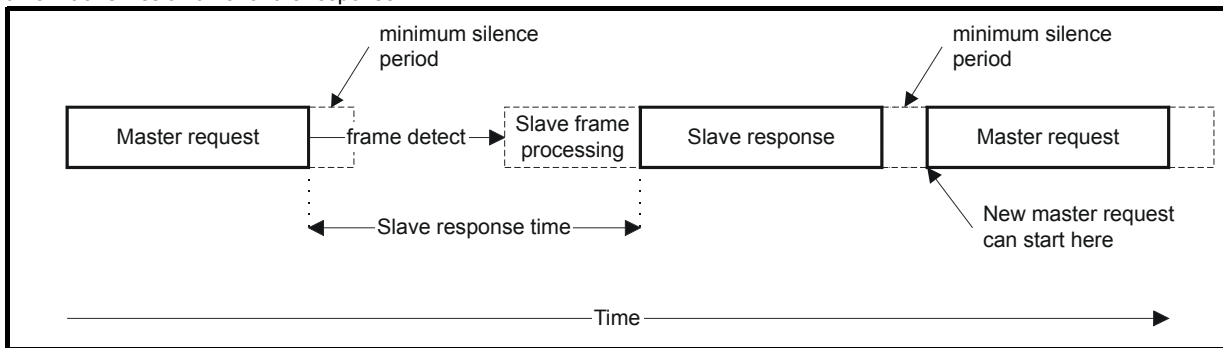 minimum silence
period
minimum silence
period
Master request
frame detect
Slave frame
processing
Slave response
Master request
Slave response time
New master request
can start here
Time